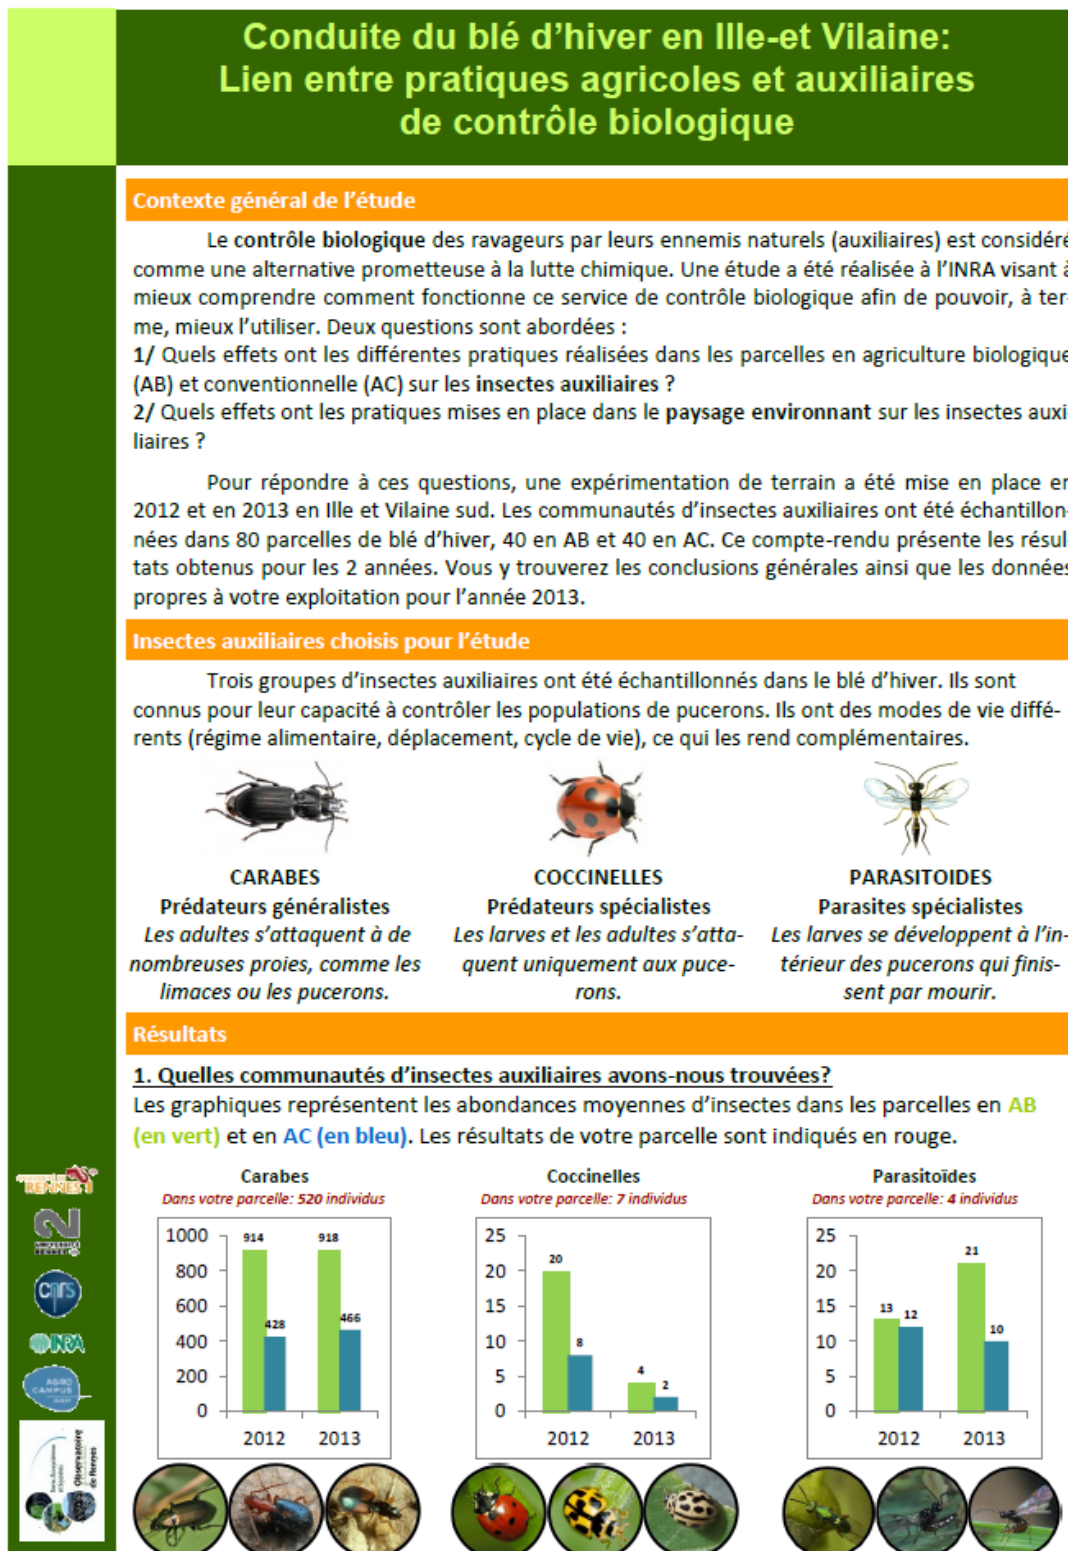 Conduite du blé d'hiver en Ille-et Vilaine:
Lien entre pratiques agricoles et auxiliaires
de contrôle biologique
Contexte général de l'étude
Le contrôle biologique des ravageurs par leurs ennemis naturels (auxiliaires) est considéré
comme une alternative prometteuse à la lutte chimique. Une étude a été réalisée à l'INRA visant à
mieux comprendre comment fonctionne ce service de contrôle biologique afin de pouvoir, à ter-
me, mieux l'utiliser. Deux questions sont abordées :
1/ Quels effets ont les différentes pratiques réalisées dans les parcelles en agriculture biologique
(AB) et conventionnelle (AC) sur les insectes auxiliaires ?
2/ Quels effets ont les pratiques mises en place dans le paysage environnant sur les insectes auxi-
liaires ?
Pour répondre à ces questions, une expérimentation de terrain a été mise en place en
2012 et en 2013 en Ille et Vilaine sud. Les communautés d'insectes auxiliaires ont été échantillon-
nées dans 80 parcelles de blé d'hiver, 40 en AB et 40 en AC. Ce compte-rendu présente les résul-
tats obtenus pour les 2 années. Vous y trouverez les conclusions générales ainsi que les données
propres à votre exploitation pour l'année 2013.
Insectes auxiliaires choisis pour l'étude
Trois groupes d'insectes auxiliaires ont été échantillonnés dans le blé d'hiver. Ils sont
connus pour leur capacité à contrôler les populations de pucerons. Ils ont des modes de vie diffé-
rents (régime alimentaire, déplacement, cycle de vie), ce qui les rend complémentaires.
CARABES
Prédateurs généralistes
Les adultes s'attaquent à de
nombreuses proies, comme les
limaces ou les pucerons.
COCCINELLES
Prédateurs spécialistes
Les larves et les adultes s'atta-
quent uniquement aux puce-
rons.
PARASITOIDES
Parasites spécialistes
Les larves se développent à l'in-
térieur des pucerons qui finis-
sent par mourir.
Résultats
1. Quelles communautés d'insectes auxiliaires avons-nous trouvées?
Les graphiques représentent les abondances moyennes d'insectes dans les parcelles en AB
(en vert) et en AC (en bleu). Les résultats de votre parcelle sont indiqués en rouge.
Carabes
Dans votre parcelle: 520 individus
1000
800
600
400
200
0
914
428
918
466
2012 2013
Coccinelles
Dans votre parcelle: 7 individus
25
20
15
10
5
0
20
8
4
2
2012 2013
Parasitoïdes
Dans votre parcelle: 4 individus
25
20
15
10
5
0
13
12
21
10
2012 2013
RENNES 1
2
cnrs
INRA
AGRO
CAMPUS
Observatoire
de Rennes